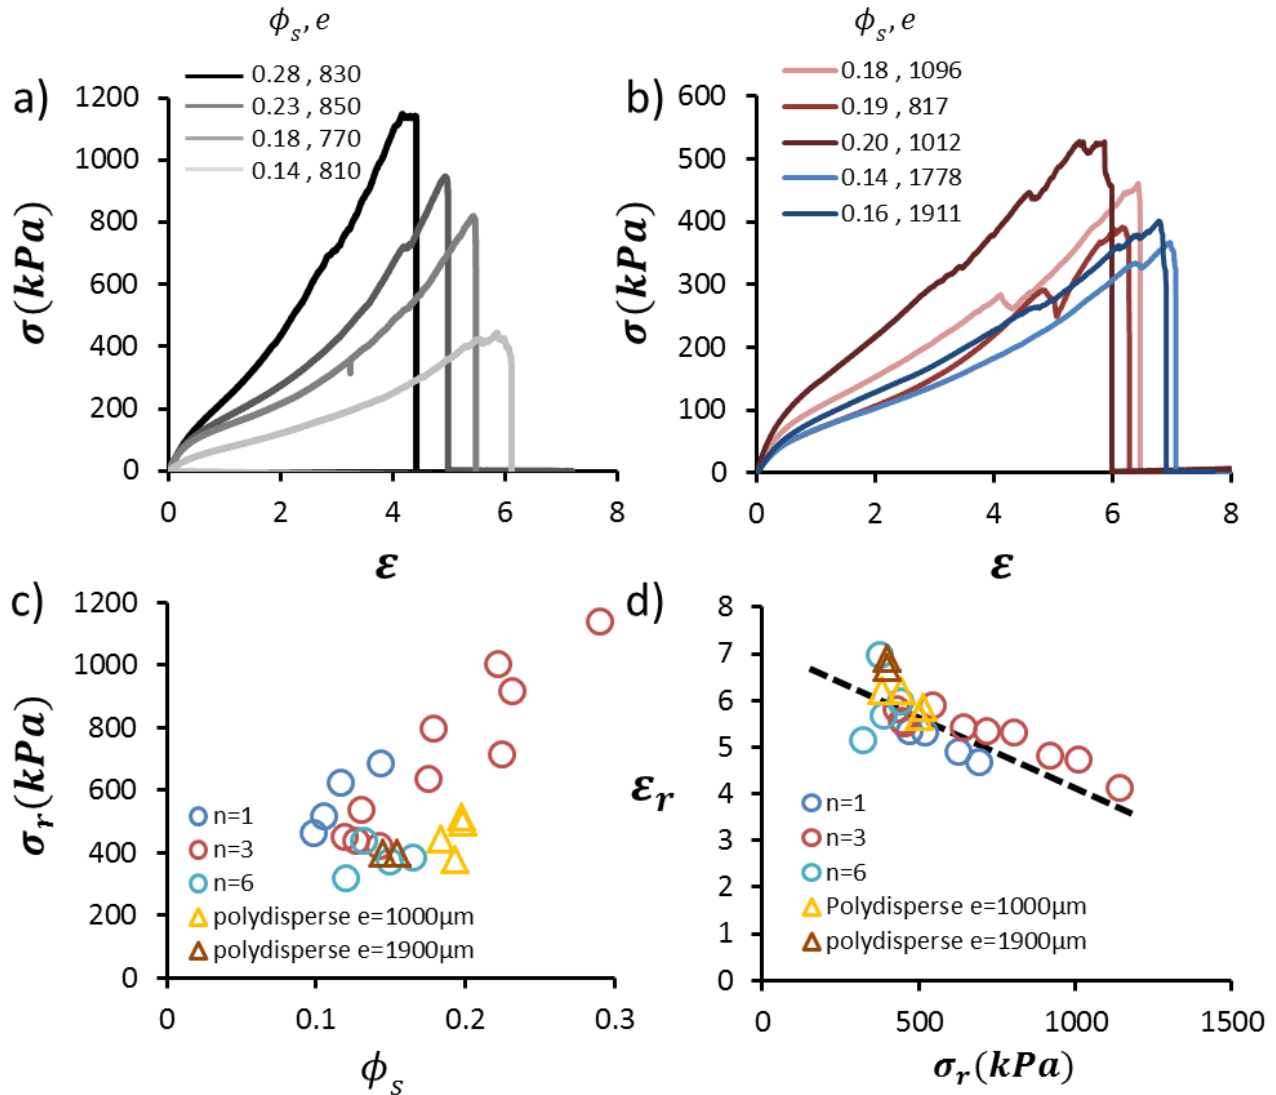 a)
ϕs, e
0.28 , 830
0.23 , 850
0.18 , 770
0.14 , 810
1200
1000
800
600
400
200
0
σ(kPa)
0 2 4 6 8
ε
b)
ϕs, e
0.18 , 1096
0.19 , 817
0.20 , 1012
0.14 , 1778
0.16 , 1911
600
500
400
300
200
100
0
σ(kPa)
0 2 4 6 8
ε
c)
1200
1000
800
600
400
200
0
σr(kPa)
n=1
n=3
n=6
polydisperse e=1000µm
polydisperse e=1900µm
0.1 0.2 0.3
ϕs
d)
8
7
6
5
4
3
2
1
0
εr
n=1
n=3
n=6
Polydisperse e=1000µm
polydisperse e=1900µm
0 500 1000 1500
σr(kPa)